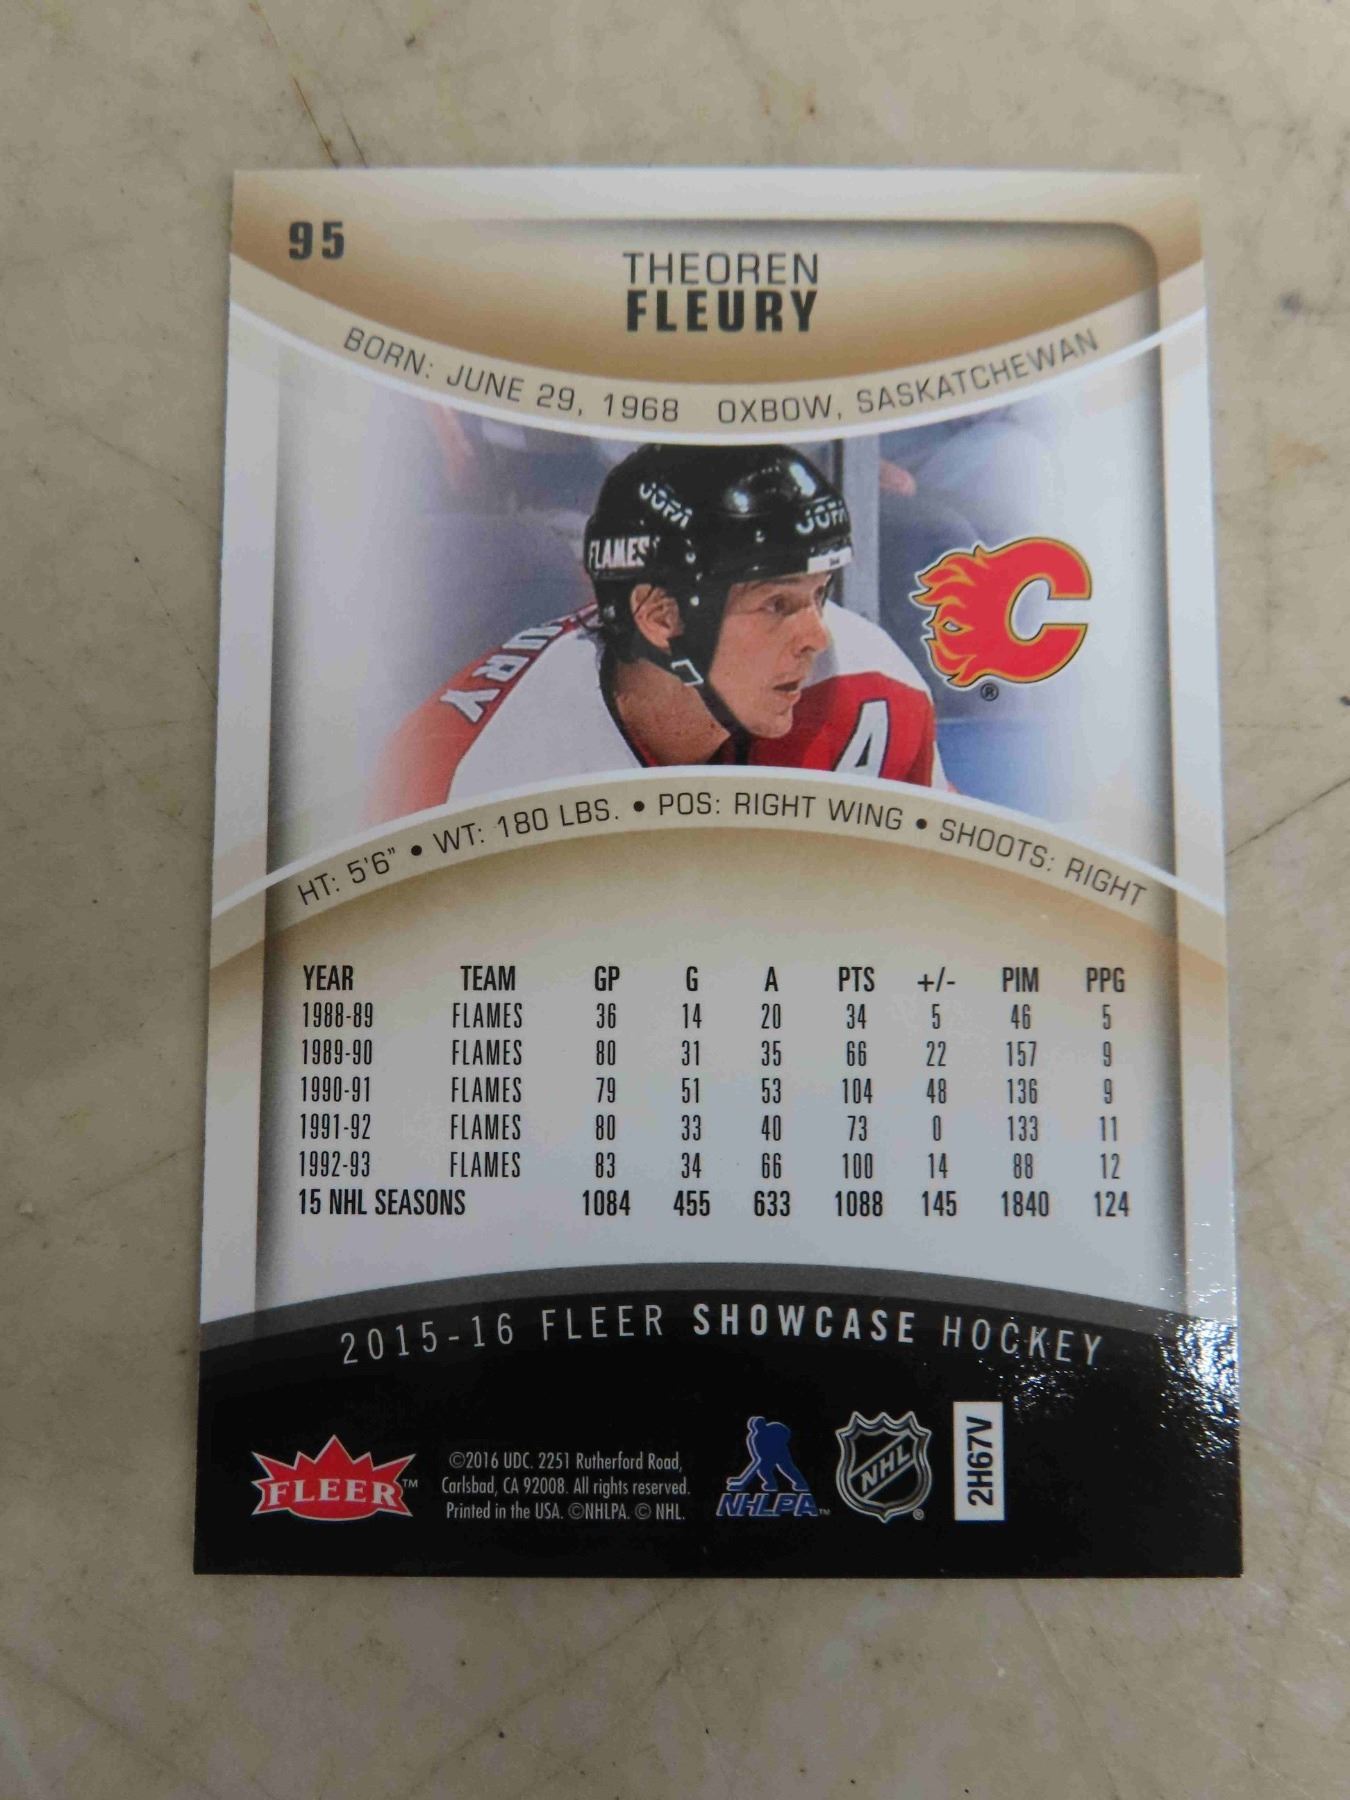 95
THEOREN
FLEURY
BORN: JUNE 29, 1968 OXBOW, SASKATCHEWAN
JOFA JOFA
FLAMES
URY
A
C
®
HT: 5'6" • WT: 180 LBS. • POS: RIGHT WING • SHOOTS: RIGHT
YEAR TEAM GP G A PTS +/- PIM PPG
1988-89 FLAMES 36 14 20 34 5 46 5
1989-90 FLAMES 80 31 35 66 22 157 9
1990-91 FLAMES 79 51 53 104 48 136 9
1991-92 FLAMES 80 33 40 73 0 133 11
1992-93 FLAMES 83 34 66 100 14 88 12
15 NHL SEASONS 1084 455 633 1088 145 1840 124
2015-16 FLEER SHOWCASE HOCKEY
FLEER™
©2016 UDC. 2251 Rutherford Road,
Carlsbad, CA 92008. All rights reserved.
Printed in the USA. ©NHLPA. © NHL.
NHLPA™
NHL®
2H67V